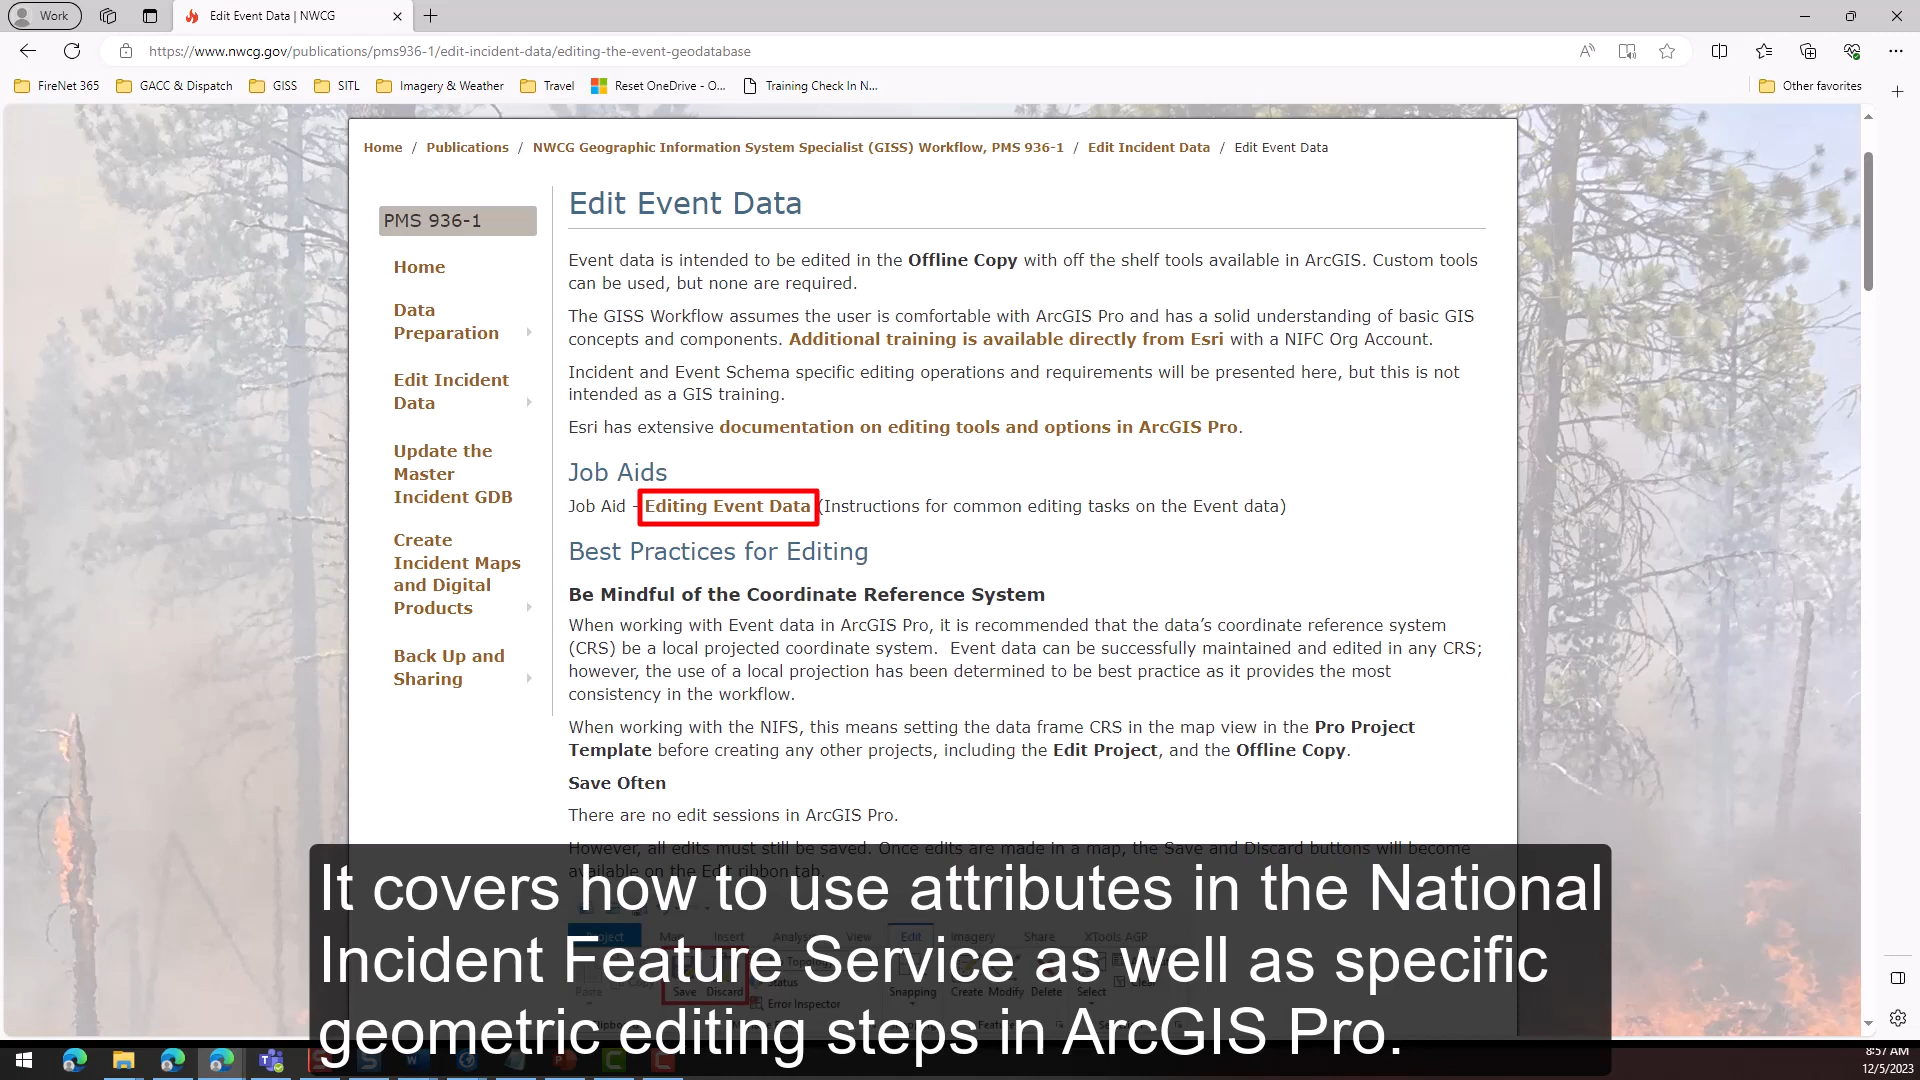 Work
Edit Event Data | NWCG
https://www.nwcg.gov/publications/pms936-1/edit-incident-data/editing-the-event-geodatabase
FireNet 365 GACC & Dispatch GISS SITL Imagery & Weather Travel Reset OneDrive - O... Training Check In N... Other favorites
Home / Publications / NWCG Geographic Information System Specialist (GISS) Workflow, PMS 936-1 / Edit Incident Data / Edit Event Data
PMS 936-1
Home
Data
Preparation
Edit Incident
Data
Update the
Master
Incident GDB
Create
Incident Maps
and Digital
Products
Back Up and
Sharing
Edit Event Data
Event data is intended to be edited in the Offline Copy with off the shelf tools available in ArcGIS. Custom tools
can be used, but none are required.
The GISS Workflow assumes the user is comfortable with ArcGIS Pro and has a solid understanding of basic GIS
concepts and components. Additional training is available directly from Esri with a NIFC Org Account.
Incident and Event Schema specific editing operations and requirements will be presented here, but this is not
intended as a GIS training.
Esri has extensive documentation on editing tools and options in ArcGIS Pro.
Job Aids
Job Aid - Editing Event Data (Instructions for common editing tasks on the Event data)
Best Practices for Editing
Be Mindful of the Coordinate Reference System
When working with Event data in ArcGIS Pro, it is recommended that the data’s coordinate reference system
(CRS) be a local projected coordinate system.  Event data can be successfully maintained and edited in any CRS;
however, the use of a local projection has been determined to be best practice as it provides the most
consistency in the workflow.
When working with the NIFS, this means setting the data frame CRS in the map view in the Pro Project
Template before creating any other projects, including the Edit Project, and the Offline Copy.
Save Often
There are no edit sessions in ArcGIS Pro.
However, all edits must still be saved. Once edits are made in a map, the Save and Discard buttons will become
available on the Edit ribbon tab.
Project Map Insert Analysis View Edit Imagery Share XTools AGP
Status
Save Discard Error Inspector Snapping Create Modify Delete Select
It covers how to use attributes in the National
Incident Feature Service as well as specific
geometric editing steps in ArcGIS Pro.
8:57 AM
12/5/2023